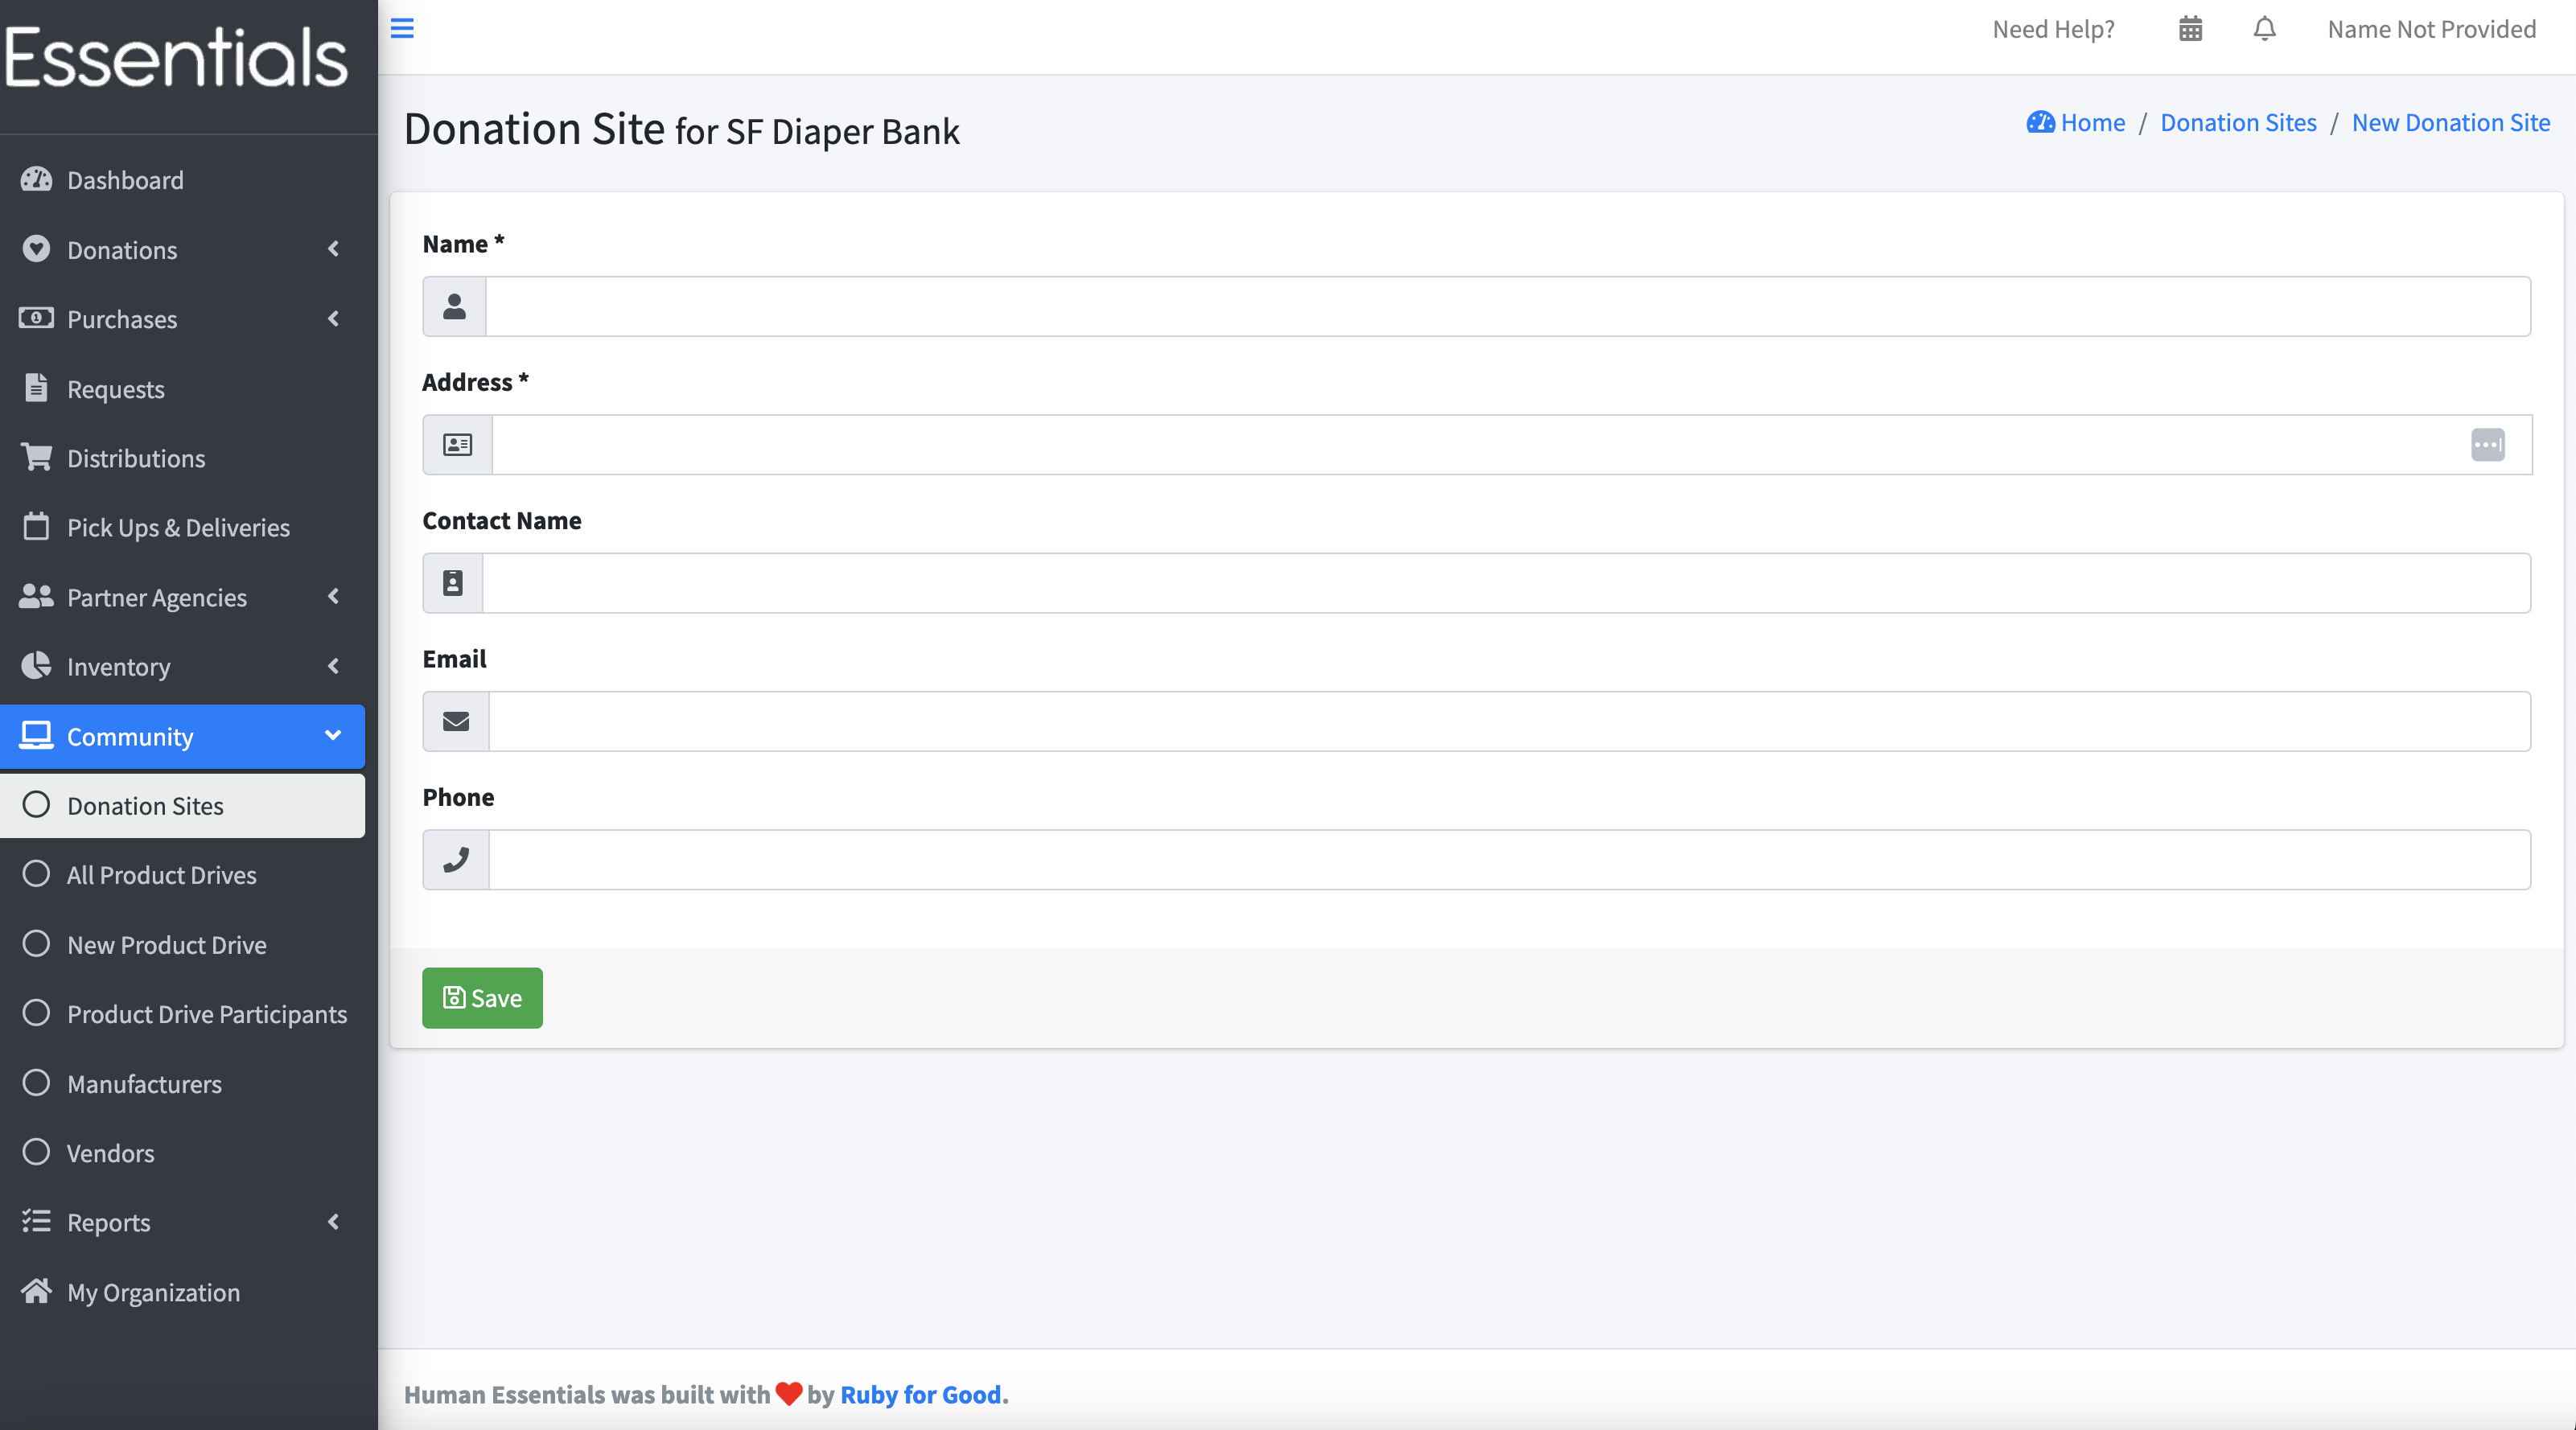 Essentials
Dashboard
Donations
Purchases
Requests
Distributions
Pick Ups & Deliveries
Partner Agencies
Inventory
Community
Donation Sites
All Product Drives
New Product Drive
Product Drive Participants
Manufacturers
Vendors
Reports
My Organization
Need Help? Name Not Provided
Donation Site for SF Diaper Bank
Home / Donation Sites / New Donation Site
Name *
Address *
Contact Name
Email
Phone
Save
Human Essentials was built with ❤ by Ruby for Good.